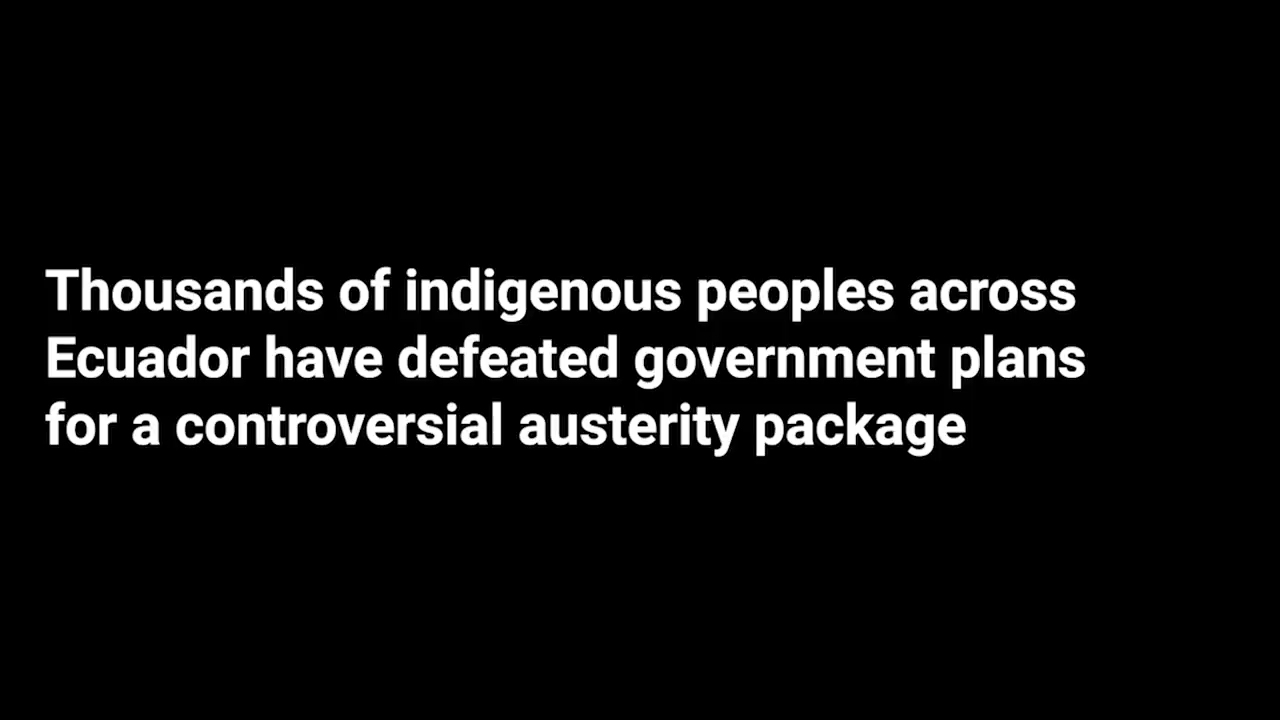 Thousands of indigenous peoples across
Ecuador have defeated government plans
for a controversial austerity package